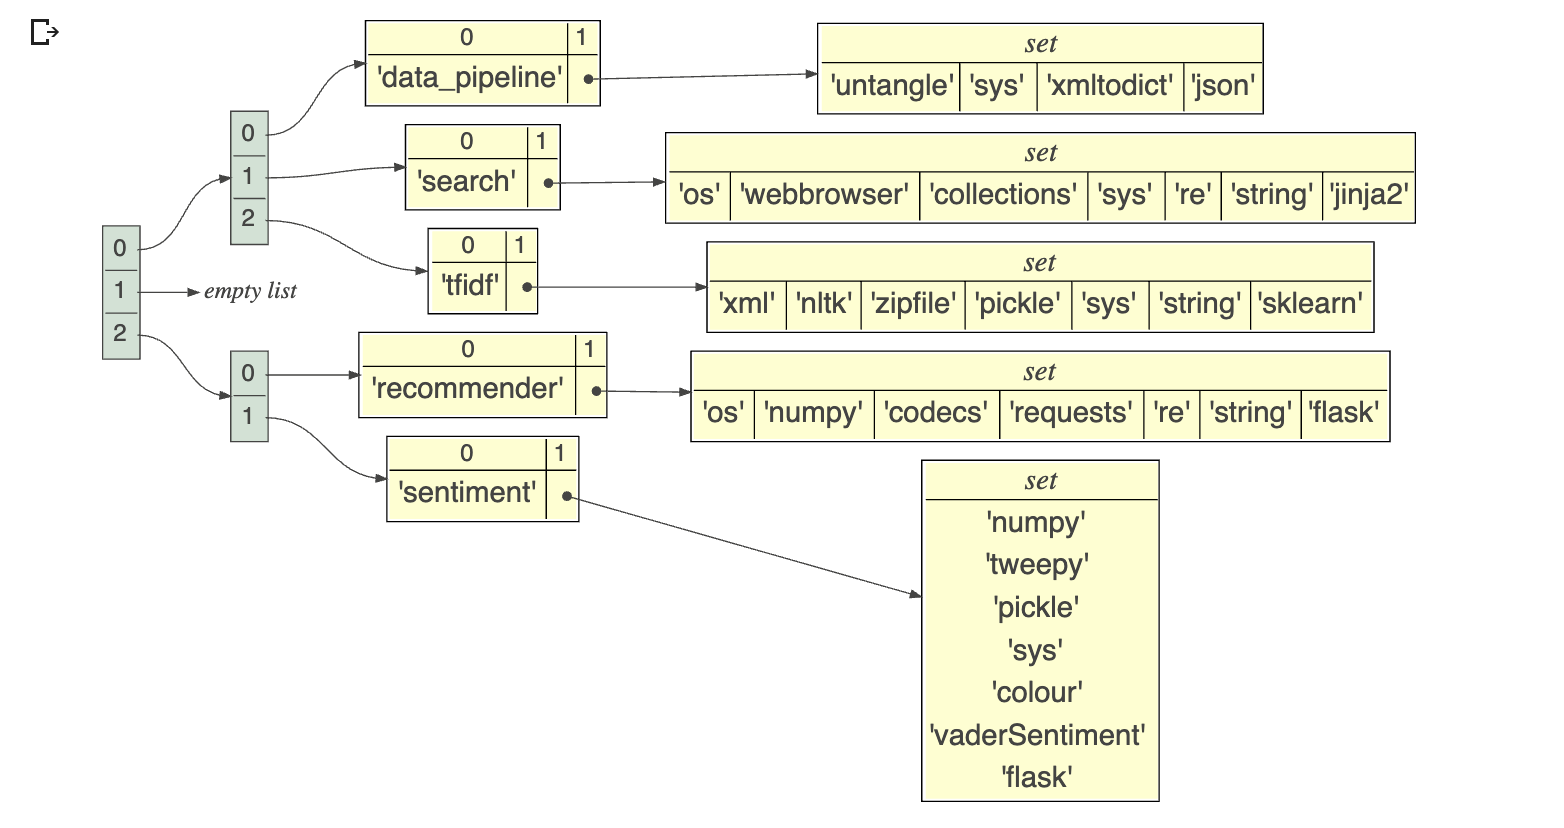 0 1
'data_pipeline'
set
'untangle' 'sys' 'xmltodict' 'json'
0
1
2
0 1
'search'
set
'os' 'webbrowser' 'collections' 'sys' 're' 'string' 'jinja2'
0 1
'tfidf'
set
'xml' 'nltk' 'zipfile' 'pickle' 'sys' 'string' 'sklearn'
0
1 empty list
2
0 1
'recommender'
set
'os' 'numpy' 'codecs' 'requests' 're' 'string' 'flask'
0
1
0 1
'sentiment'
set
'numpy'
'tweepy'
'pickle'
'sys'
'colour'
'vaderSentiment'
'flask'